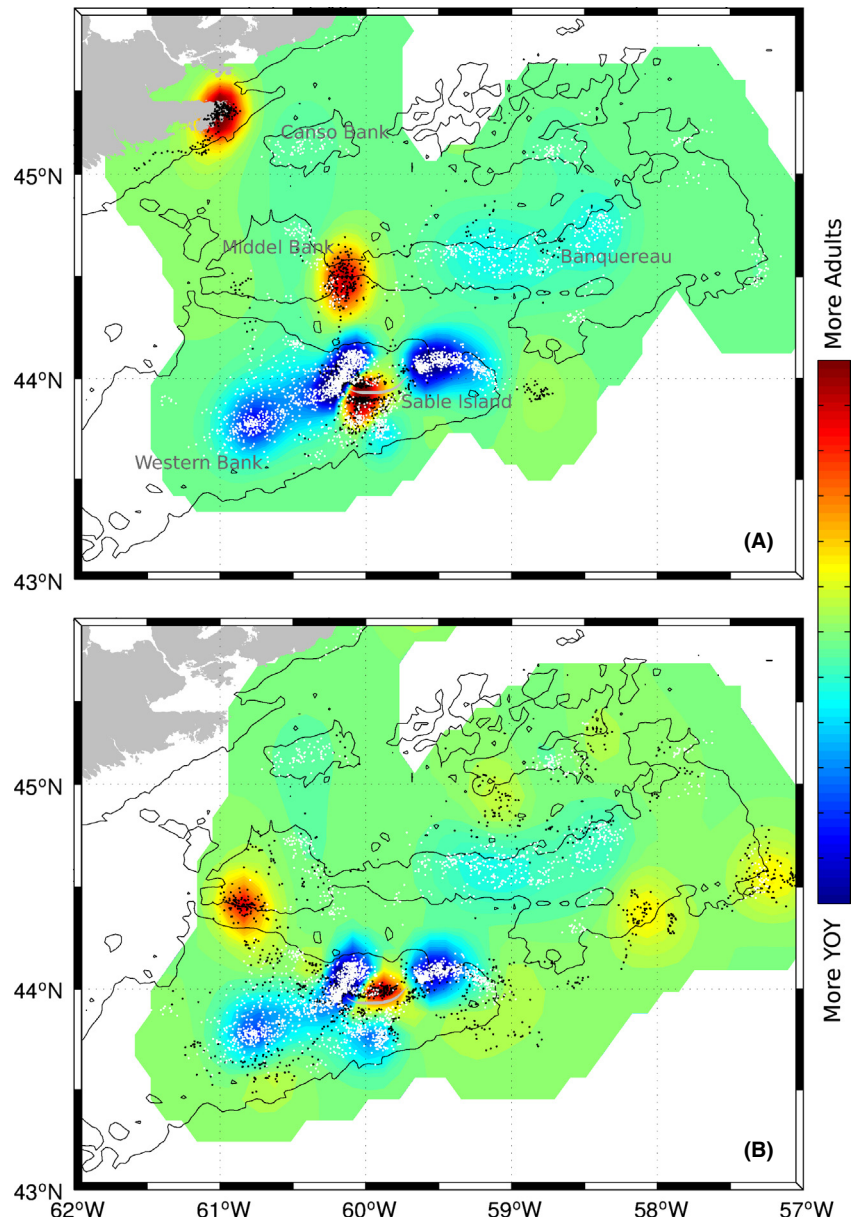 Canso Bank
45°N
Middel Bank
Banquereau
44°N
Sable Island
Western Bank
(A)
43°N
More Adults
More YOY
45°N
44°N
(B)
43°N
62°W 61°W 60°W 59°W 58°W 57°W